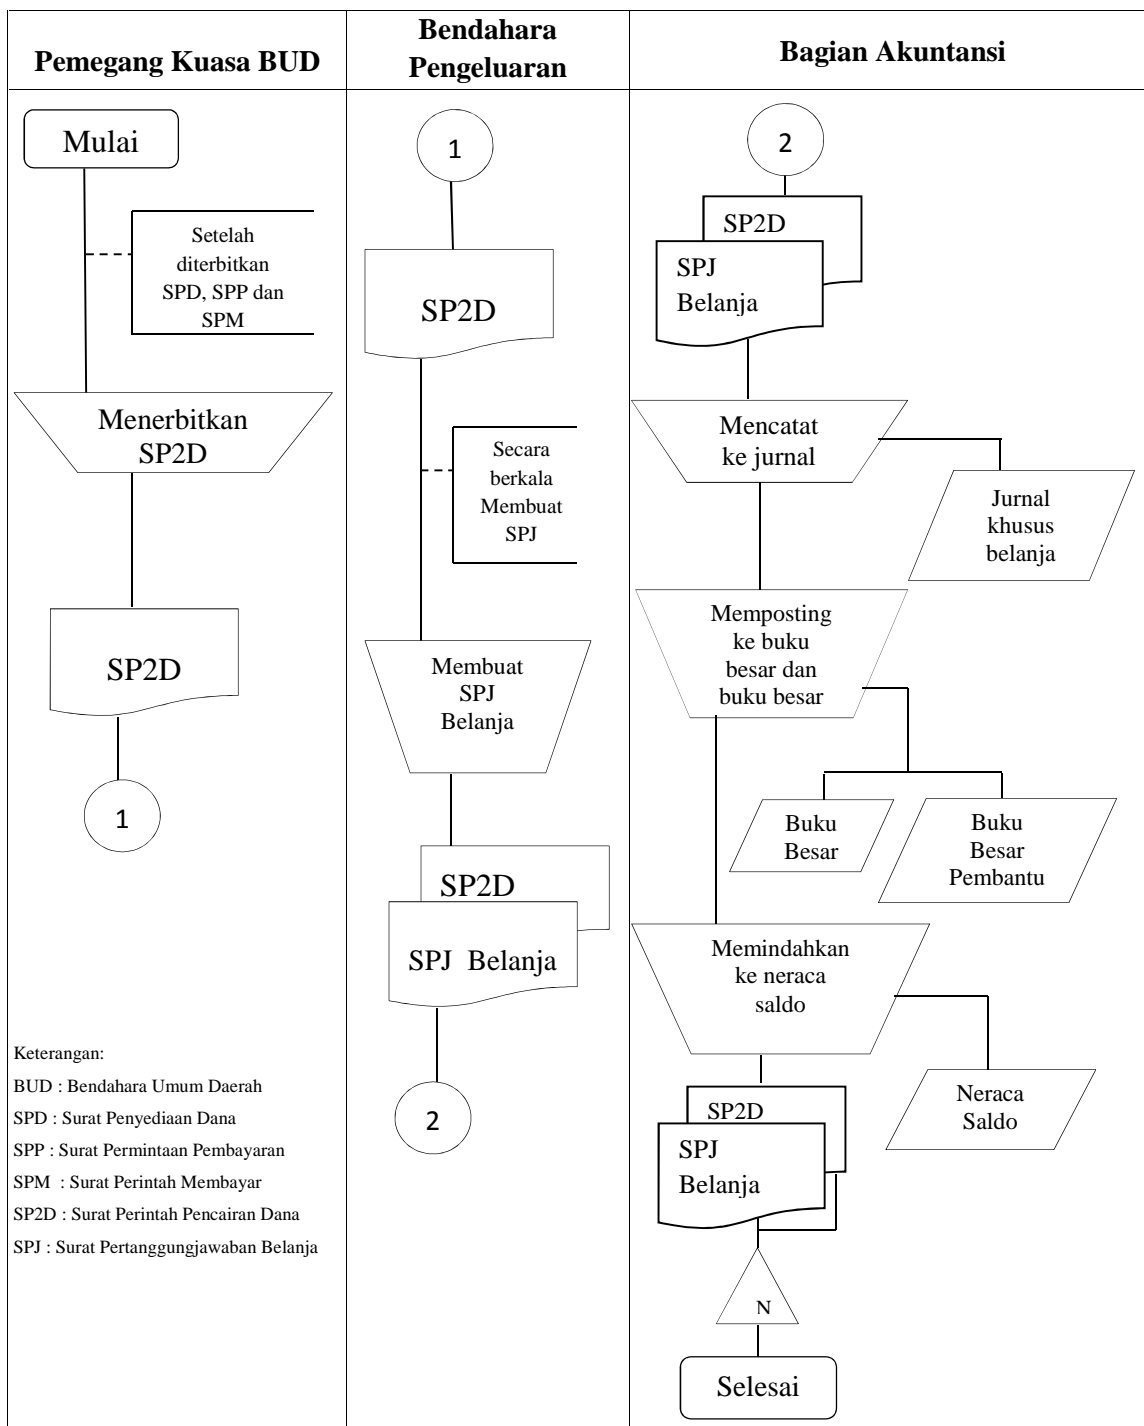 Pemegang Kuasa BUD
Bendahara
Pengeluaran
Bagian Akuntansi
Mulai
Setelah
diterbitkan
SPD, SPP dan
SPM
Menerbitkan
SP2D
SP2D
1
Keterangan:
BUD : Bendahara Umum Daerah
SPD : Surat Penyediaan Dana
SPP : Surat Permintaan Pembayaran
SPM : Surat Perintah Membayar
SP2D : Surat Perintah Pencairan Dana
SPJ : Surat Pertanggungjawaban Belanja
1
SP2D
Secara
berkala
Membuat
SPJ
Membuat
SPJ
Belanja
SP2D
SPJ Belanja
2
2
SP2D
SPJ
Belanja
Mencatat
ke jurnal
Jurnal
khusus
belanja
Memposting
ke buku
besar dan
buku besar
Buku
Besar
Buku
Besar
Pembantu
Memindahkan
ke neraca
saldo
Neraca
Saldo
SP2D
SPJ
Belanja
N
Selesai